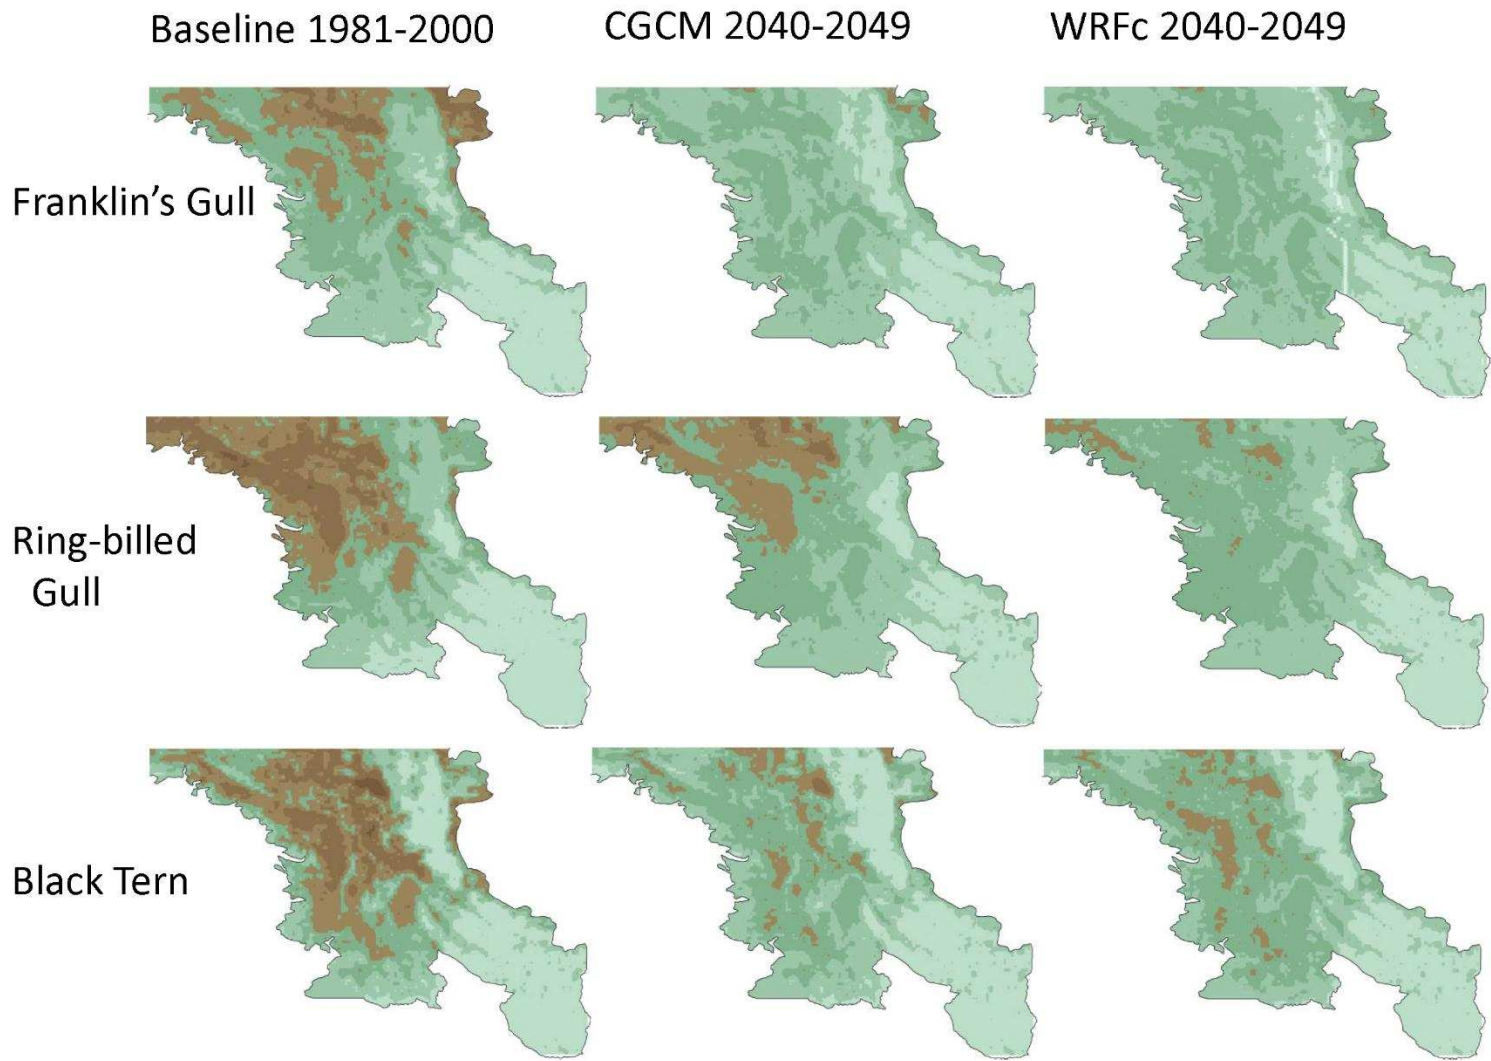 Baseline 1981-2000
CGCM 2040-2049
WRFc 2040-2049
Franklin’s Gull
Ring-billed
Gull
Black Tern